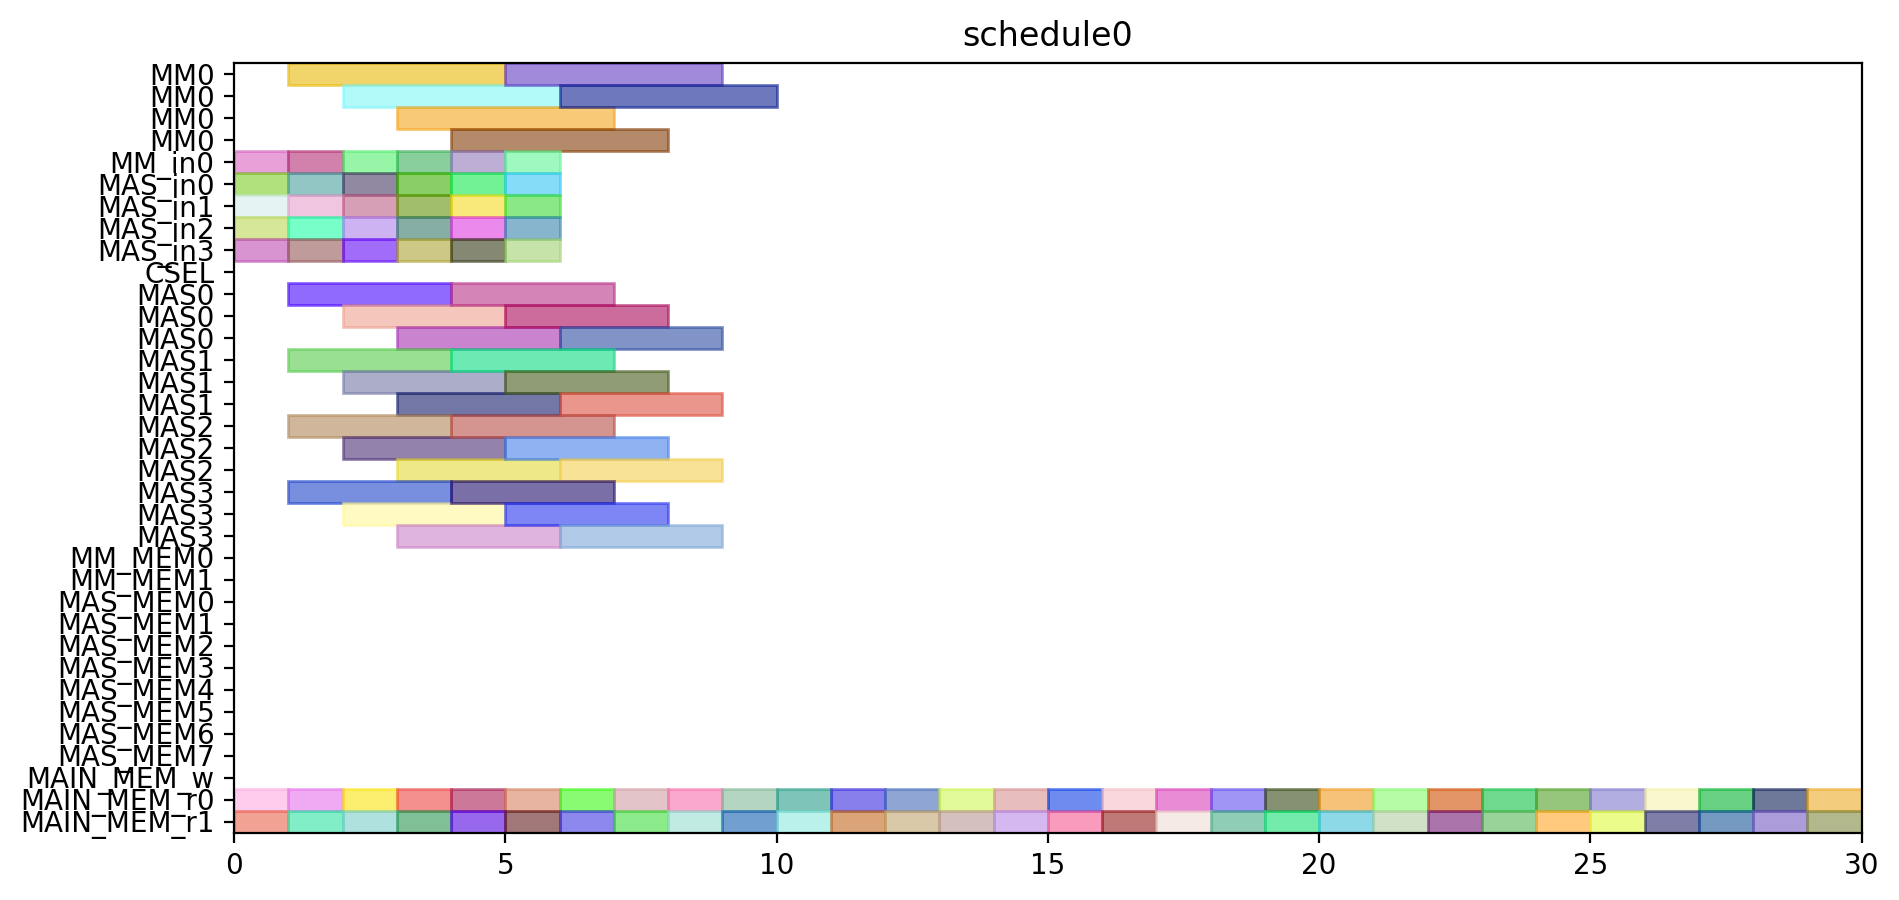 schedule0
MM0
MM0
MM0
MM0
MM_in0
MAS_in0
MAS_in1
MAS_in2
MAS_in3
CSEL
MAS0
MAS0
MAS0
MAS1
MAS1
MAS1
MAS2
MAS2
MAS2
MAS3
MAS3
MAS3
MM_MEM0
MM_MEM1
MAS_MEM0
MAS_MEM1
MAS_MEM2
MAS_MEM3
MAS_MEM4
MAS_MEM5
MAS_MEM6
MAS_MEM7
MAIN_MEM_w
MAIN_MEM_r0
MAIN_MEM_r1
0 5 10 15 20 25 30